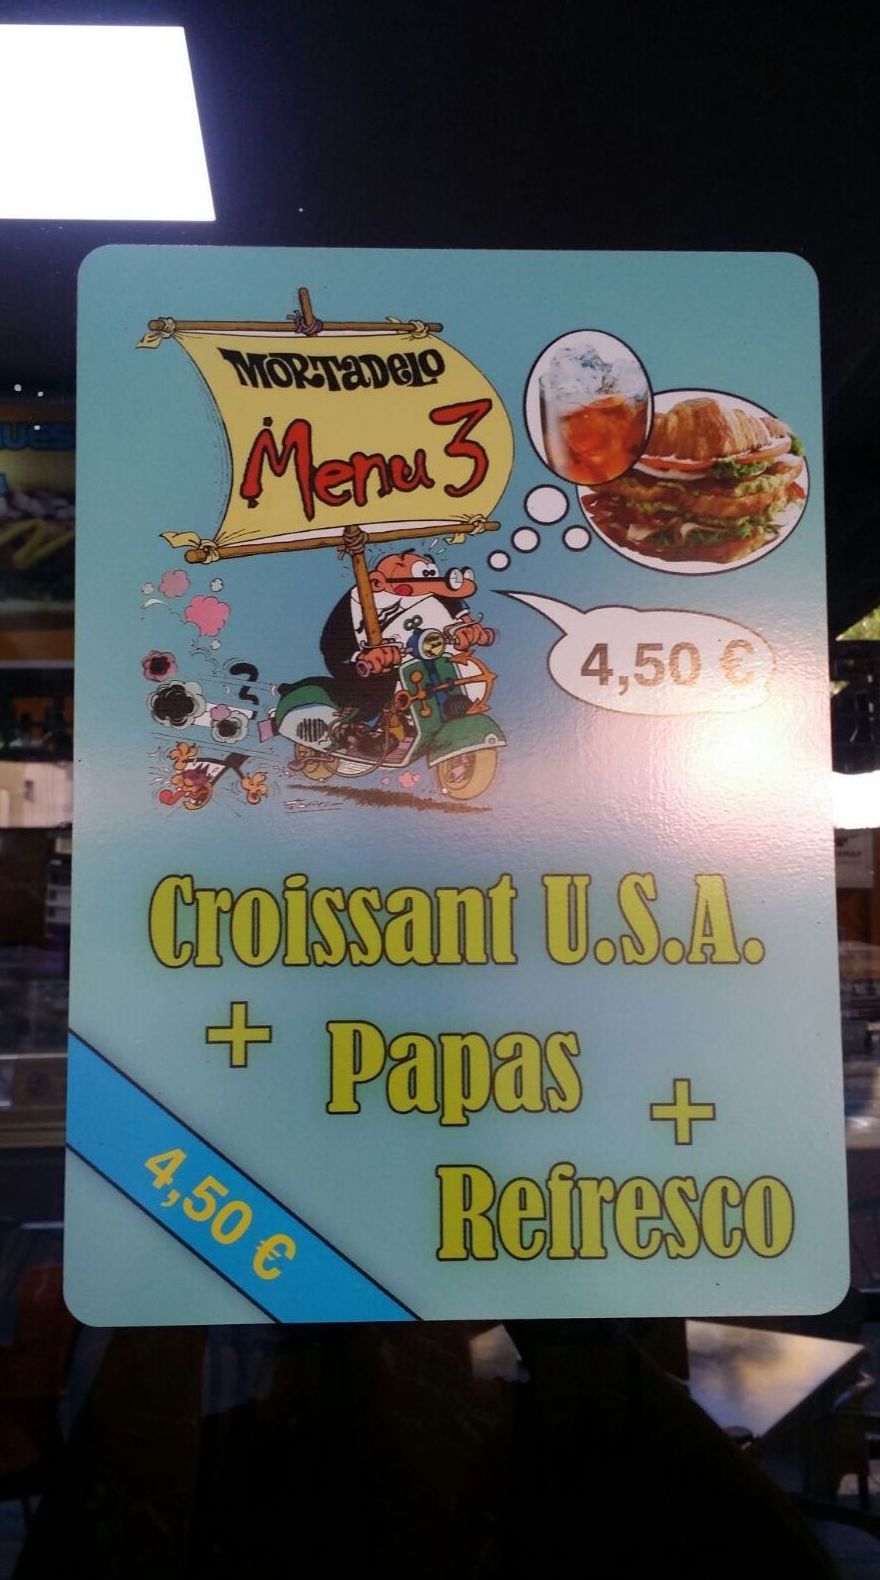 MORTADELO
Menu 3
4,50 €
Croissant U.S.A.
+ Papas +
Refresco
4,50 €